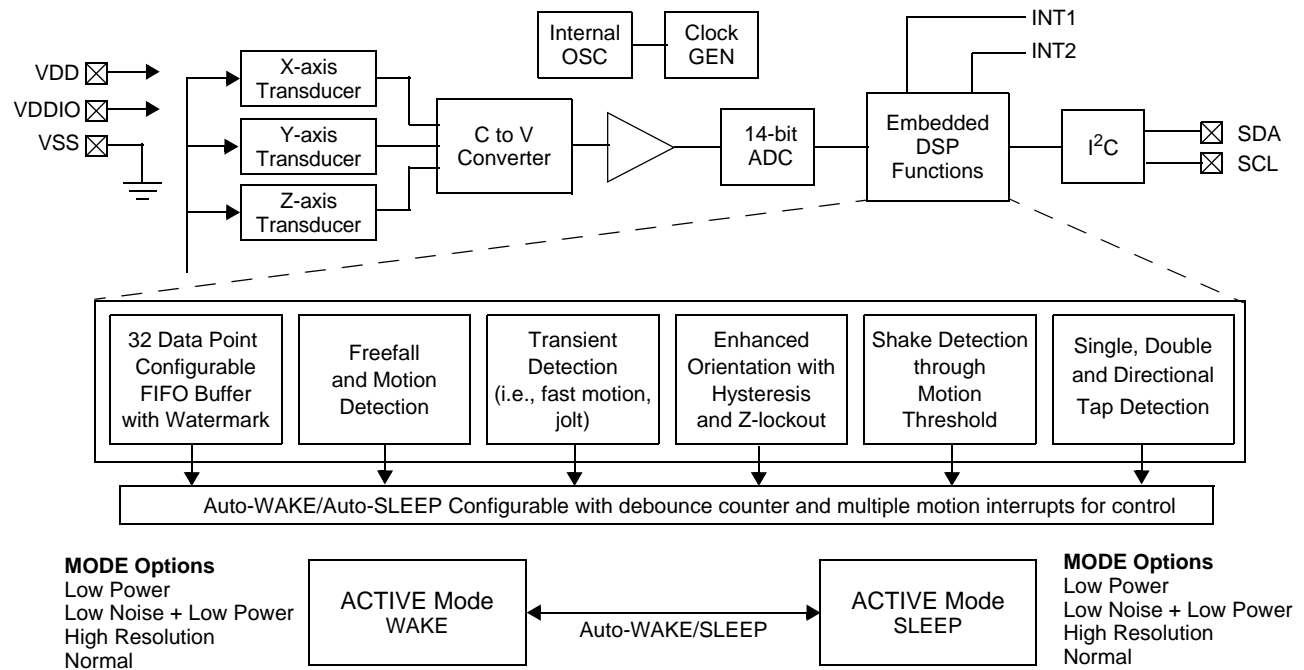 INT1
Internal
OSC
Clock
GEN
INT2
VDD
VDDIO
VSS
X-axis
Transducer
Y-axis
Transducer
Z-axis
Transducer
C to V
Converter
14-bit
ADC
Embedded
DSP
Functions
I²C
SDA
SCL
32 Data Point
Configurable
FIFO Buffer
with Watermark
Freefall
and Motion
Detection
Transient
Detection
(i.e., fast motion,
jolt)
Enhanced
Orientation with
Hysteresis
and Z-lockout
Shake Detection
through
Motion
Threshold
Single, Double
and Directional
Tap Detection
Auto-WAKE/Auto-SLEEP Configurable with debounce counter and multiple motion interrupts for control
MODE Options
Low Power
Low Noise + Low Power
High Resolution
Normal
ACTIVE Mode
WAKE
Auto-WAKE/SLEEP
ACTIVE Mode
SLEEP
MODE Options
Low Power
Low Noise + Low Power
High Resolution
Normal